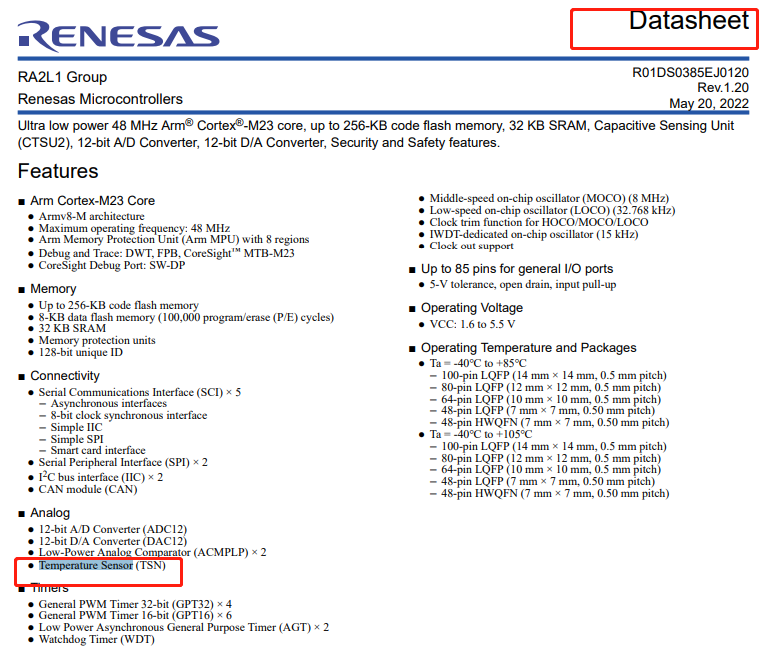 RENESAS
Datasheet
RA2L1 Group
Renesas Microcontrollers
R01DS0385EJ0120
Rev.1.20
May 20, 2022
Ultra low power 48 MHz Arm® Cortex®-M23 core, up to 256-KB code flash memory, 32 KB SRAM, Capacitive Sensing Unit
(CTSU2), 12-bit A/D Converter, 12-bit D/A Converter, Security and Safety features.
Features
■ Arm Cortex-M23 Core
● Armv8-M architecture
● Maximum operating frequency: 48 MHz
● Arm Memory Protection Unit (Arm MPU) with 8 regions
● Debug and Trace: DWT, FPB, CoreSight™ MTB-M23
● CoreSight Debug Port: SW-DP
■ Memory
● Up to 256-KB code flash memory
● 8-KB data flash memory (100,000 program/erase (P/E) cycles)
● 32 KB SRAM
● Memory protection units
● 128-bit unique ID
■ Connectivity
● Serial Communications Interface (SCI) × 5
– Asynchronous interfaces
– 8-bit clock synchronous interface
– Simple IIC
– Simple SPI
– Smart card interface
● Serial Peripheral Interface (SPI) × 2
● I²C bus interface (IIC) × 2
● CAN module (CAN)
■ Analog
● 12-bit A/D Converter (ADC12)
● 12-bit D/A Converter (DAC12)
● Low-Power Analog Comparator (ACMPLP) × 2
● Temperature Sensor (TSN)
■ Timers
● General PWM Timer 32-bit (GPT32) × 4
● General PWM Timer 16-bit (GPT16) × 6
● Low Power Asynchronous General Purpose Timer (AGT) × 2
● Watchdog Timer (WDT)
● Middle-speed on-chip oscillator (MOCO) (8 MHz)
● Low-speed on-chip oscillator (LOCO) (32.768 kHz)
● Clock trim function for HOCO/MOCO/LOCO
● IWDT-dedicated on-chip oscillator (15 kHz)
● Clock out support
■ Up to 85 pins for general I/O ports
● 5-V tolerance, open drain, input pull-up
■ Operating Voltage
● VCC: 1.6 to 5.5 V
■ Operating Temperature and Packages
● Ta = -40℃ to +85℃
– 100-pin LQFP (14 mm × 14 mm, 0.5 mm pitch)
– 80-pin LQFP (12 mm × 12 mm, 0.5 mm pitch)
– 64-pin LQFP (10 mm × 10 mm, 0.5 mm pitch)
– 48-pin LQFP (7 mm × 7 mm, 0.50 mm pitch)
– 48-pin HWQFN (7 mm × 7 mm, 0.50 mm pitch)
● Ta = -40℃ to +105℃
– 100-pin LQFP (14 mm × 14 mm, 0.5 mm pitch)
– 80-pin LQFP (12 mm × 12 mm, 0.5 mm pitch)
– 64-pin LQFP (10 mm × 10 mm, 0.5 mm pitch)
– 48-pin LQFP (7 mm × 7 mm, 0.50 mm pitch)
– 48-pin HWQFN (7 mm × 7 mm, 0.50 mm pitch)